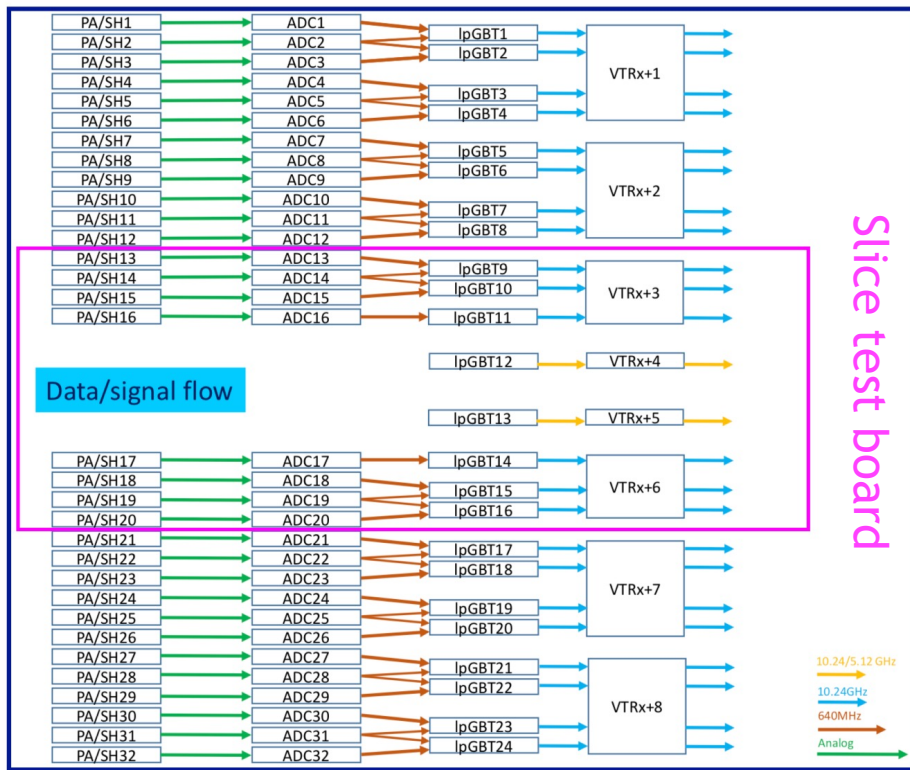 PA/SH1 ADC1
lpGBT1
PA/SH2 ADC2
lpGBT2
PA/SH3 ADC3
VTRx+1
PA/SH4 ADC4
lpGBT3
PA/SH5 ADC5
lpGBT4
PA/SH6 ADC6
PA/SH7 ADC7
lpGBT5
PA/SH8 ADC8
lpGBT6
PA/SH9 ADC9
VTRx+2
PA/SH10 ADC10
lpGBT7
PA/SH11 ADC11
lpGBT8
PA/SH12 ADC12
PA/SH13 ADC13
lpGBT9
PA/SH14 ADC14
lpGBT10
VTRx+3
PA/SH15 ADC15
PA/SH16 ADC16 lpGBT11
lpGBT12 VTRx+4
Data/signal flow
lpGBT13 VTRx+5
PA/SH17 ADC17 lpGBT14
PA/SH18 ADC18
lpGBT15
VTRx+6
PA/SH19 ADC19
lpGBT16
PA/SH20 ADC20
PA/SH21 ADC21
lpGBT17
PA/SH22 ADC22
lpGBT18
PA/SH23 ADC23
VTRx+7
PA/SH24 ADC24
lpGBT19
PA/SH25 ADC25
lpGBT20
PA/SH26 ADC26
PA/SH27 ADC27
lpGBT21
PA/SH28 ADC28
lpGBT22
PA/SH29 ADC29
VTRx+8
PA/SH30 ADC30
lpGBT23
PA/SH31 ADC31
lpGBT24
PA/SH32 ADC32
Slice test board
10.24/5.12 GHz
10.24GHz
640MHz
Analog